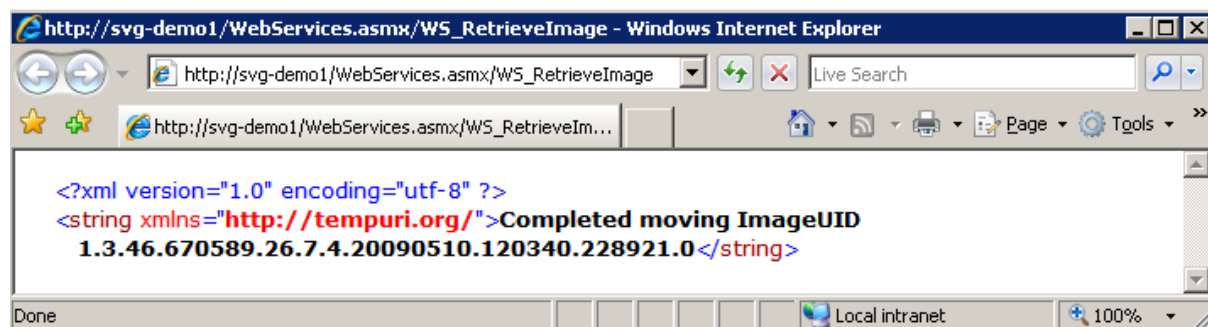 http://svg-demo1/WebServices.asmx/WS_RetrieveImage - Windows Internet Explorer
http://svg-demo1/WebServices.asmx/WS_RetrieveImage Live Search
http://svg-demo1/WebServices.asmx/WS_RetrieveIm... Page Tools »
<?xml version="1.0" encoding="utf-8" ?>
<string xmlns="http://tempuri.org/">Completed moving ImageUID
1.3.46.670589.26.7.4.20090510.120340.228921.0</string>
Done Local intranet 100%